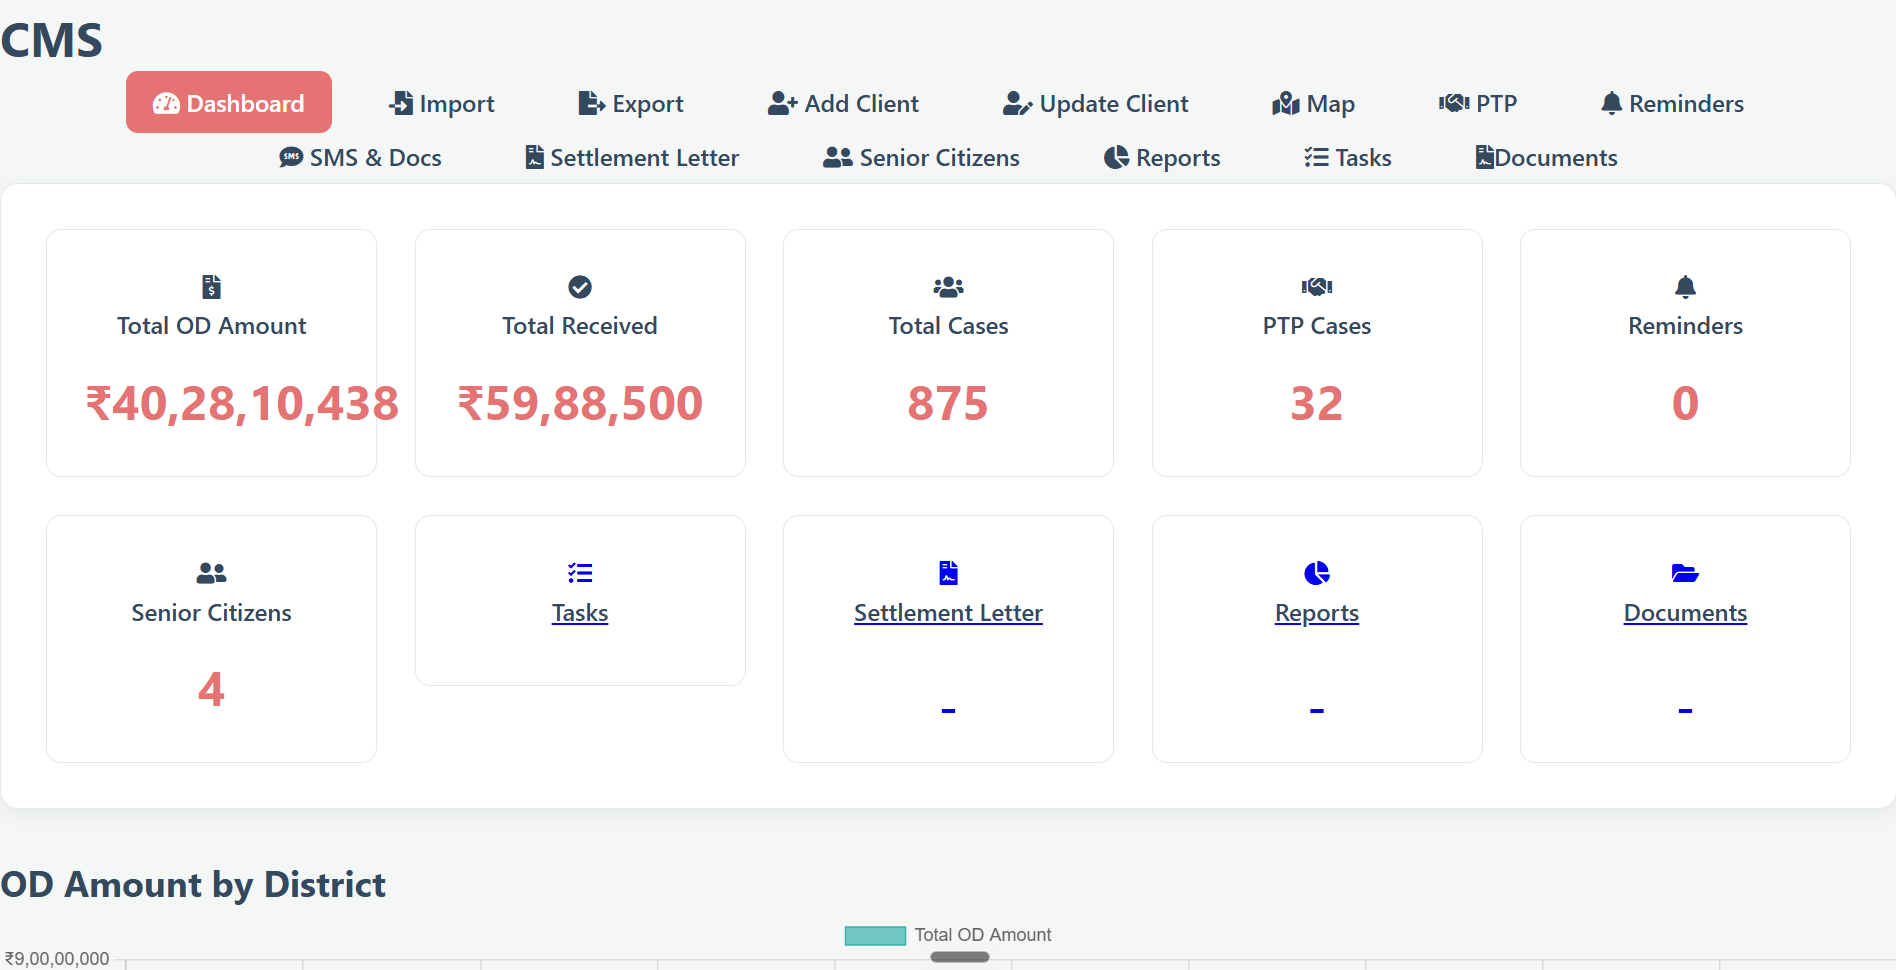 CMS
Dashboard Import Export Add Client Update Client Map PTP Reminders
SMS & Docs Settlement Letter Senior Citizens Reports Tasks Documents
Total OD Amount
₹40,28,10,438
Total Received
₹59,88,500
Total Cases
875
PTP Cases
32
Reminders
0
Senior Citizens
4
Tasks
Settlement Letter
-
Reports
-
Documents
-
OD Amount by District
Total OD Amount
₹9,00,00,000